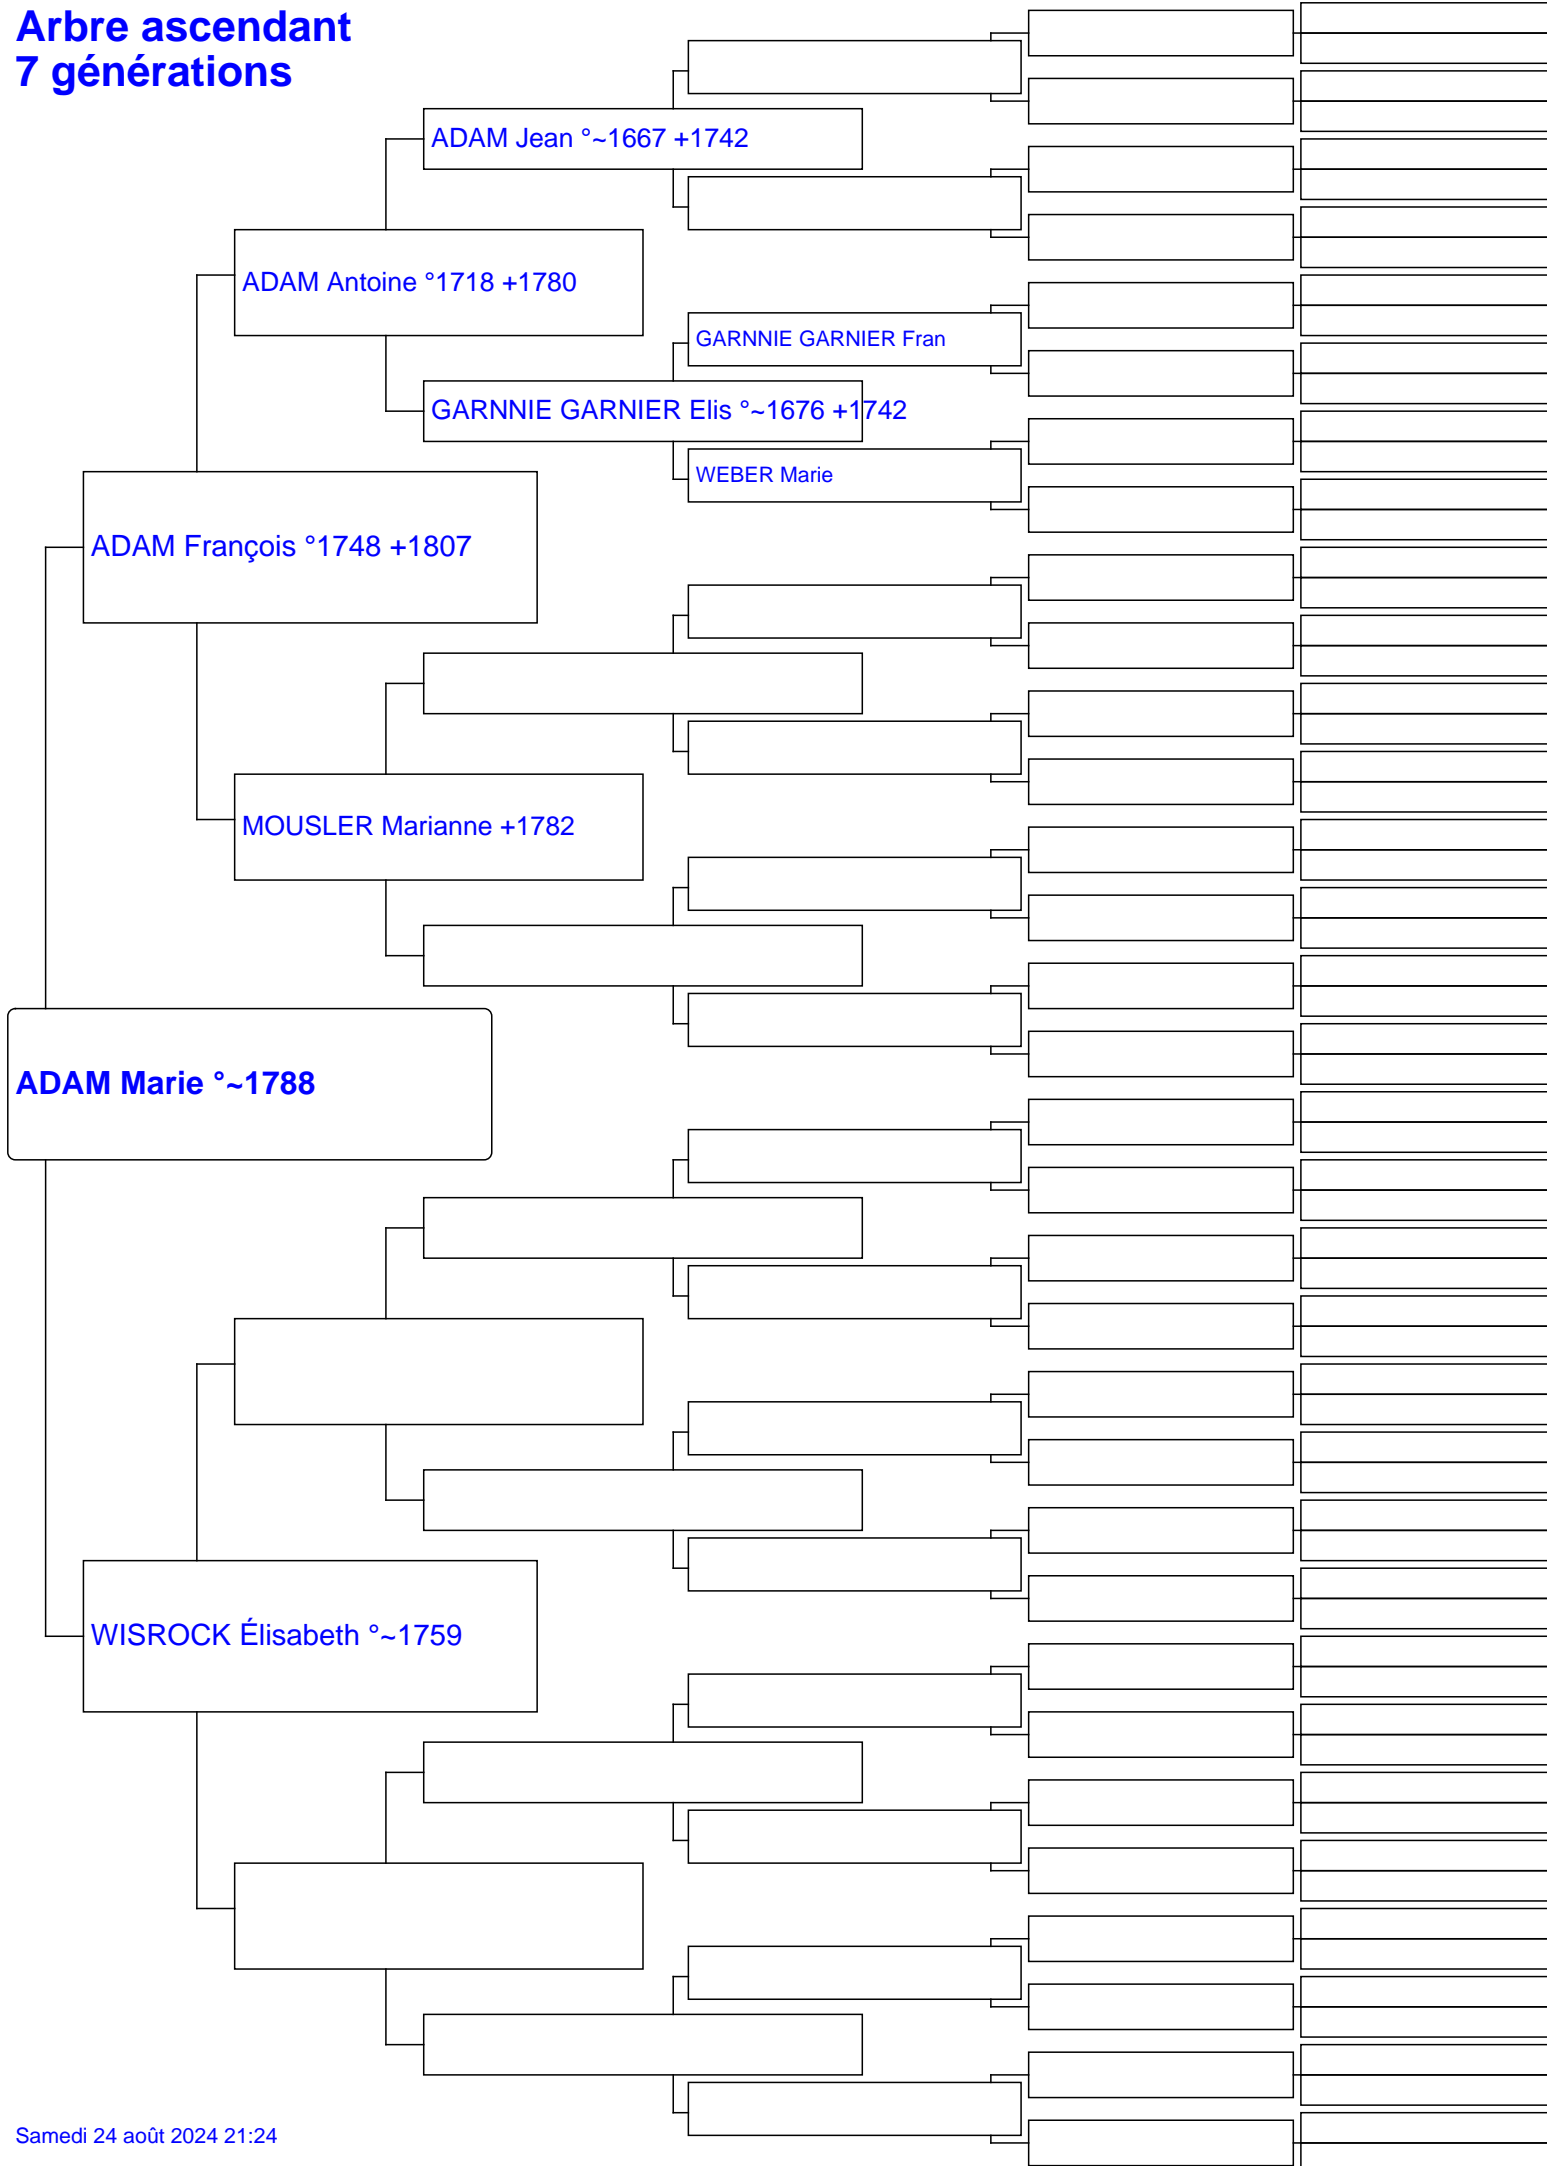 Arbre ascendant
7 générations
ADAM Jean °~1667 +1742
ADAM Antoine °1718 +1780
GARNNIE GARNIER Fran
GARNNIE GARNIER Elis °~1676 +1742
WEBER Marie
ADAM François °1748 +1807
MOUSLER Marianne +1782
ADAM Marie °~1788
WISROCK Élisabeth °~1759
Samedi 24 août 2024 21:24